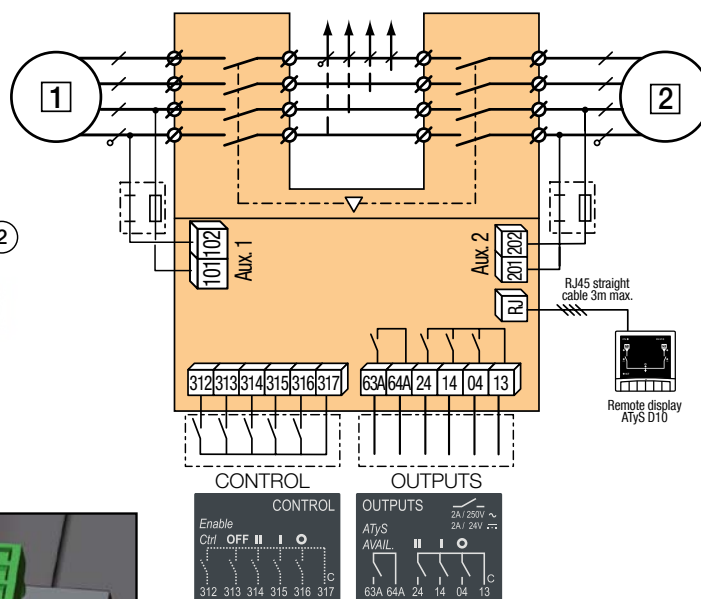 1
2
2
101 102
Aux. 1
Aux. 2
201 202
RJ
RJ45 straight
cable 3m max.
Remote display
ATyS D10
312 313 314 315 316 317
63A 64A 24 14 04 13
CONTROL
OUTPUTS
CONTROL
Enable
Ctrl OFF II I O
C
312 313 314 315 316 317
OUTPUTS
2A / 250V ~
2A / 24V ⎓
ATyS
AVAIL. II I O
C
63A 64A 24 14 04 13